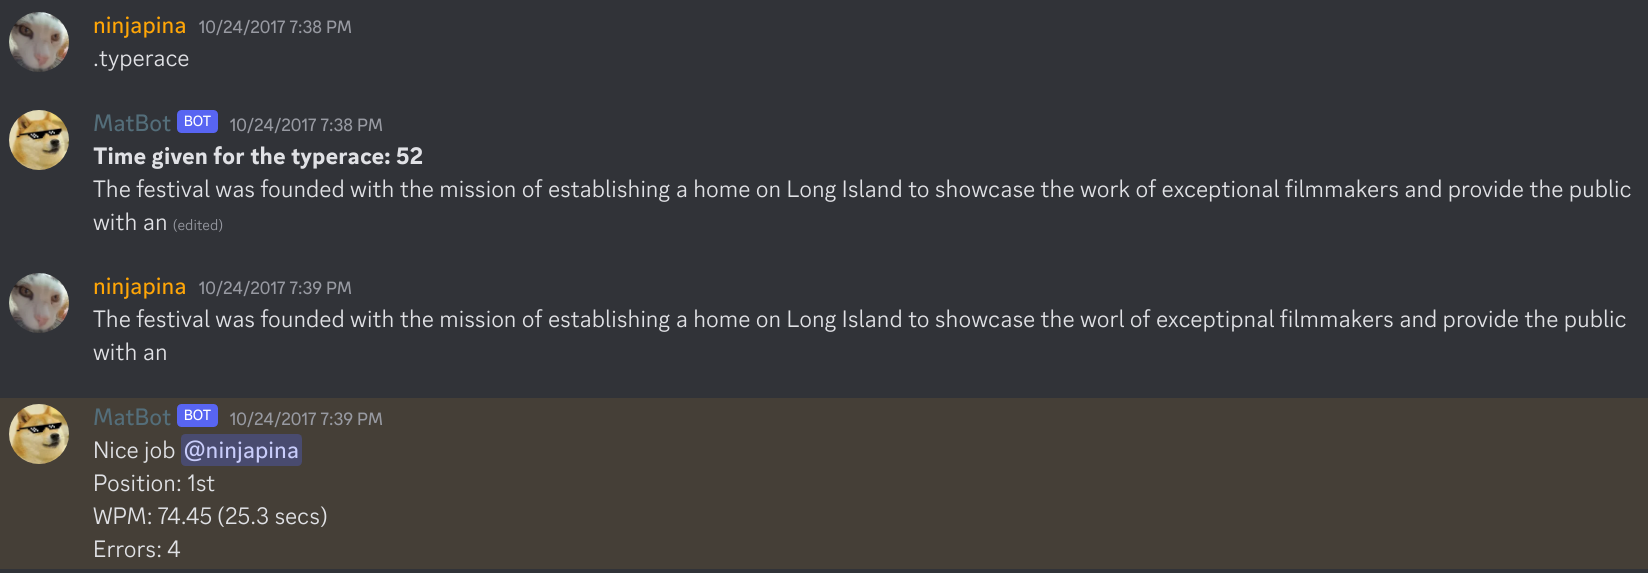 ninjapina 10/24/2017 7:38 PM
.typerace
MatBot BOT 10/24/2017 7:38 PM
Time given for the typerace: 52
The festival was founded with the mission of establishing a home on Long Island to showcase the work of exceptional filmmakers and provide the public
with an (edited)
ninjapina 10/24/2017 7:39 PM
The festival was founded with the mission of establishing a home on Long Island to showcase the worl of exceptipnal filmmakers and provide the public
with an
MatBot BOT 10/24/2017 7:39 PM
Nice job @ninjapina
Position: 1st
WPM: 74.45 (25.3 secs)
Errors: 4